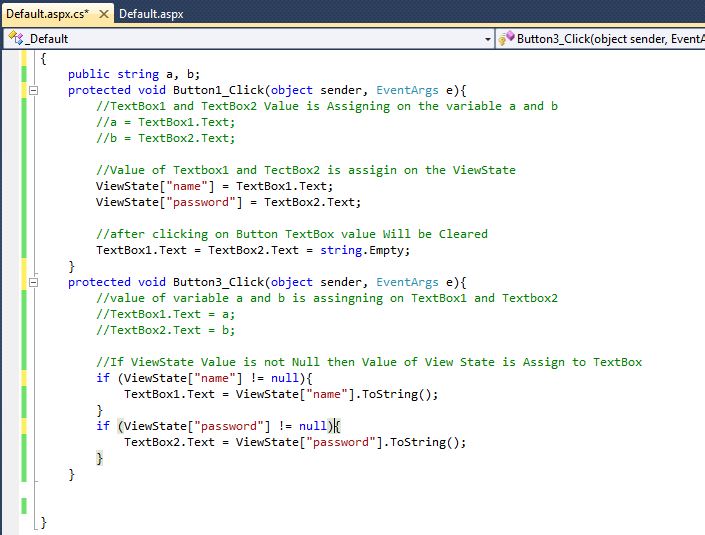 Default.aspx.cs* Default.aspx
_Default Button3_Click(object sender, EventA
{
public string a, b;
protected void Button1_Click(object sender, EventArgs e){
//TextBox1 and TextBox2 Value is Assigning on the variable a and b
//a = TextBox1.Text;
//b = TextBox2.Text;
//Value of Textbox1 and TectBox2 is assigin on the ViewState
ViewState["name"] = TextBox1.Text;
ViewState["password"] = TextBox2.Text;
//after clicking on Button TextBox value Will be Cleared
TextBox1.Text = TextBox2.Text = string.Empty;
}
protected void Button3_Click(object sender, EventArgs e){
//value of variable a and b is assingning on TextBox1 and Textbox2
//TextBox1.Text = a;
//TextBox2.Text = b;
//If ViewState Value is not Null then Value of View State is Assign to TextBox
if (ViewState["name"] != null){
TextBox1.Text = ViewState["name"].ToString();
}
if (ViewState["password"] != null){
TextBox2.Text = ViewState["password"].ToString();
}
}
}